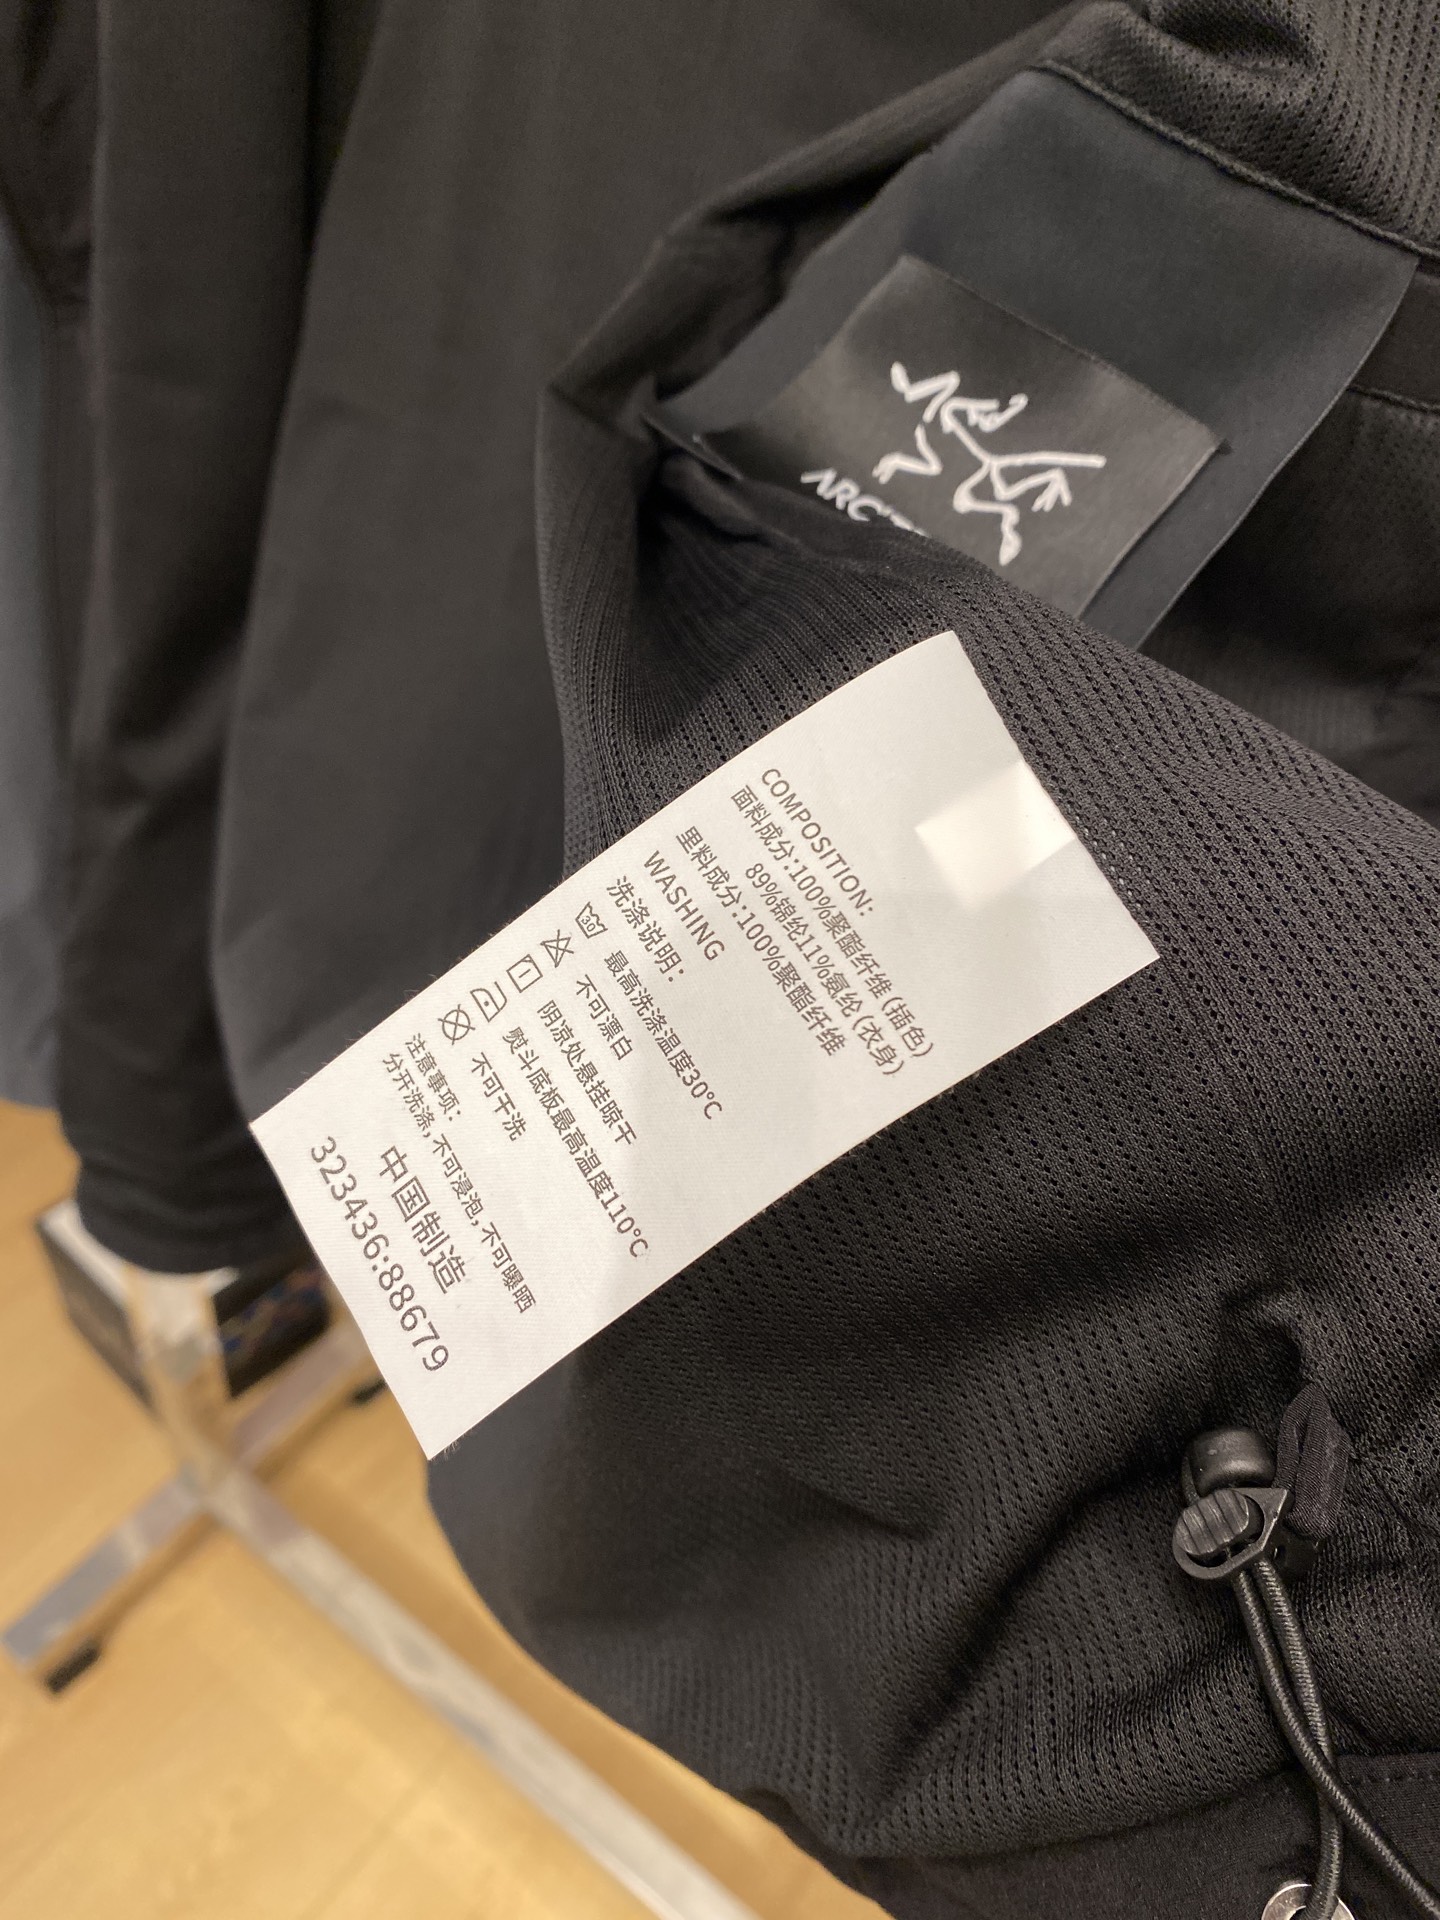 ARC'T
COMPOSITION:
面料成分:100%聚酯纤维 (插色)
89%锦纶11%氨纶 (衣身)
里料成分:100%聚酯纤维
WASHING
洗涤说明:
30 最高洗涤温度30°C
不可漂白
阴凉处悬挂晾干
熨斗底板最高温度110°C
不可干洗
注意事项:
分开洗涤,不可浸泡,不可曝晒
中国制造
323436:88679